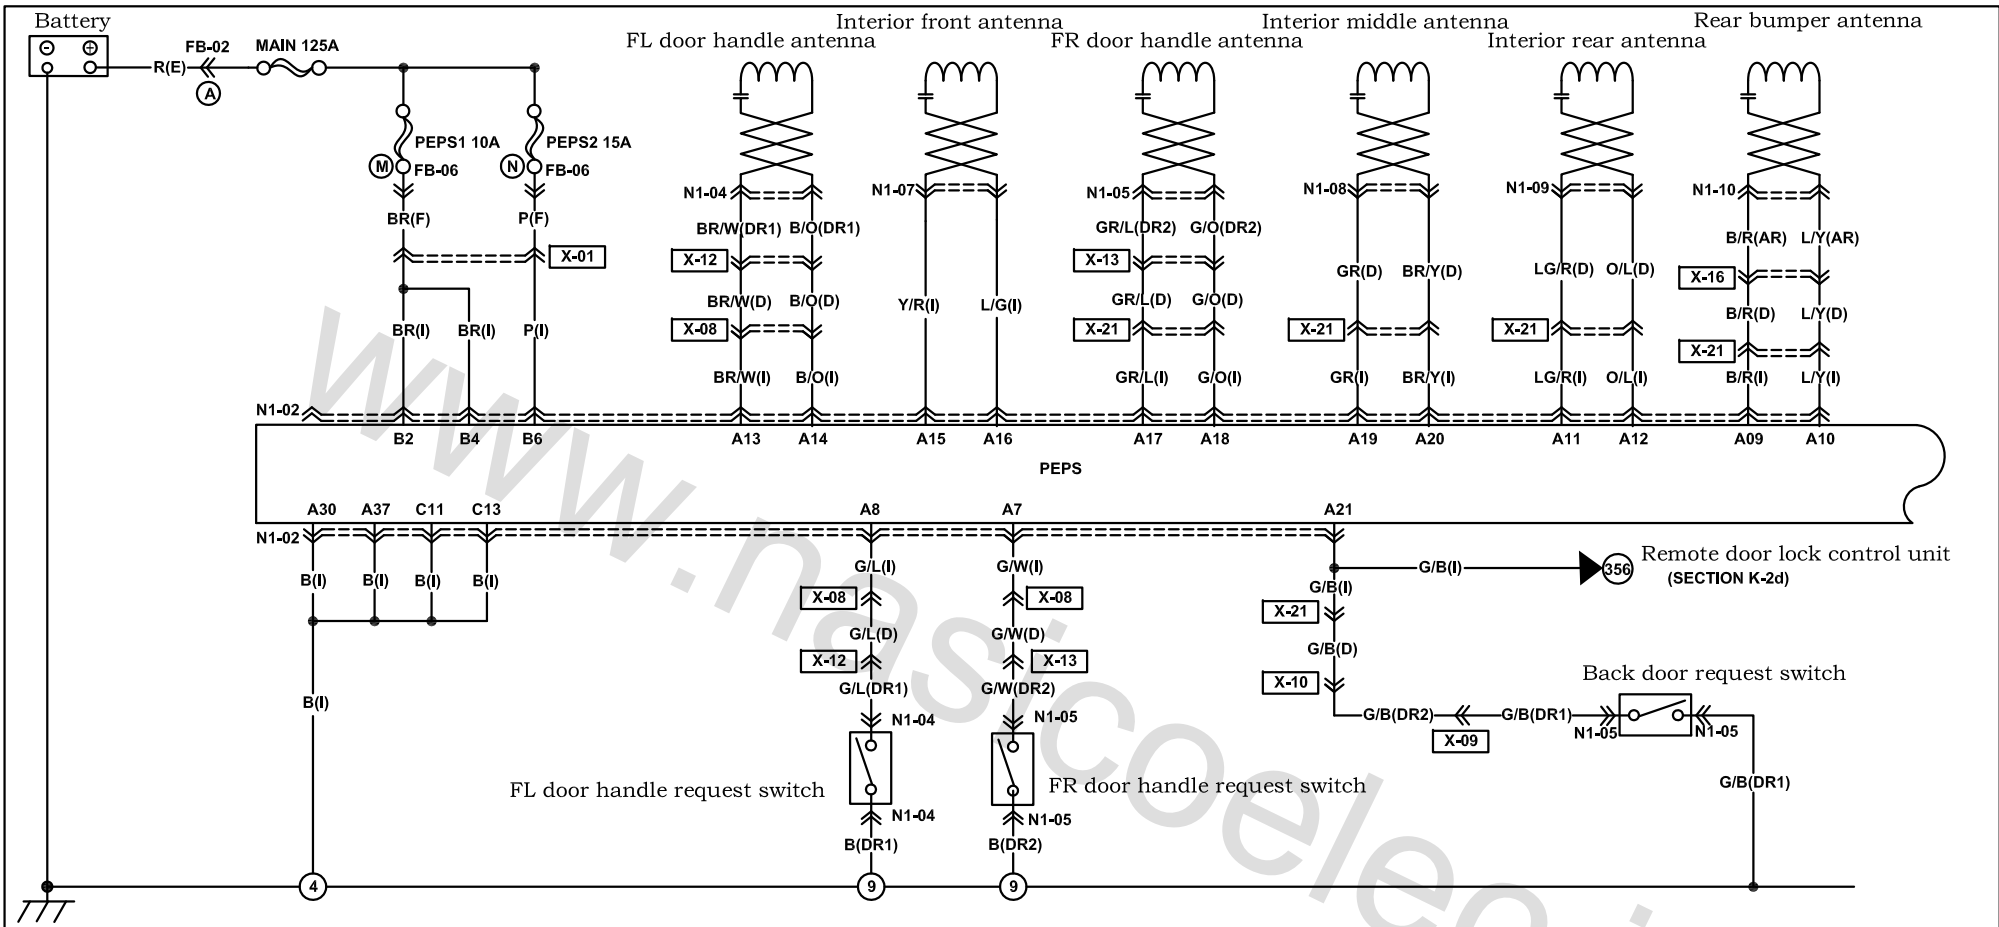 Battery
Interior front antenna
Interior middle antenna
Rear bumper antenna
FL door handle antenna
FR door handle antenna
Interior rear antenna
FB-02
MAIN 125A
R(E)
A
PEPS1 10A
PEPS2 15A
M
FB-06
N
FB-06
N1-04
N1-07
N1-05
N1-08
N1-09
N1-10
BR(F)
P(F)
BR/W(DR1)
B/O(DR1)
GR/L(DR2)
G/O(DR2)
B/R(AR)
L/Y(AR)
X-01
X-12
X-13
GR(D)
BR/Y(D)
LG/R(D)
O/L(D)
X-16
BR/W(D)
B/O(D)
Y/R(I)
L/G(I)
GR/L(D)
G/O(D)
B/R(D)
L/Y(D)
BR(I)
BR(I)
P(I)
X-08
X-21
X-21
X-21
X-21
BR/W(I)
B/O(I)
GR/L(I)
G/O(I)
GR(I)
BR/Y(I)
LG/R(I)
O/L(I)
B/R(I)
L/Y(I)
N1-02
B2
B4
B6
A13
A14
A15
A16
A17
A18
A19
A20
A11
A12
A09
A10
PEPS
A30
A37
C11
C13
A8
A7
A21
N1-02
B(I)
B(I)
B(I)
B(I)
G/L(I)
G/W(I)
G/B(I)
356
Remote door lock control unit
(SECTION K-2d)
G/B(I)
X-08
X-08
X-21
G/L(D)
G/W(D)
G/B(D)
X-12
X-13
X-10
Back door request switch
G/L(DR1)
G/W(DR2)
B(I)
N1-04
N1-05
G/B(DR2)
G/B(DR1)
N1-05
N1-05
X-09
FL door handle request switch
FR door handle request switch
G/B(DR1)
N1-04
N1-05
B(DR1)
B(DR2)
4
9
9
www.nasicoelec.i